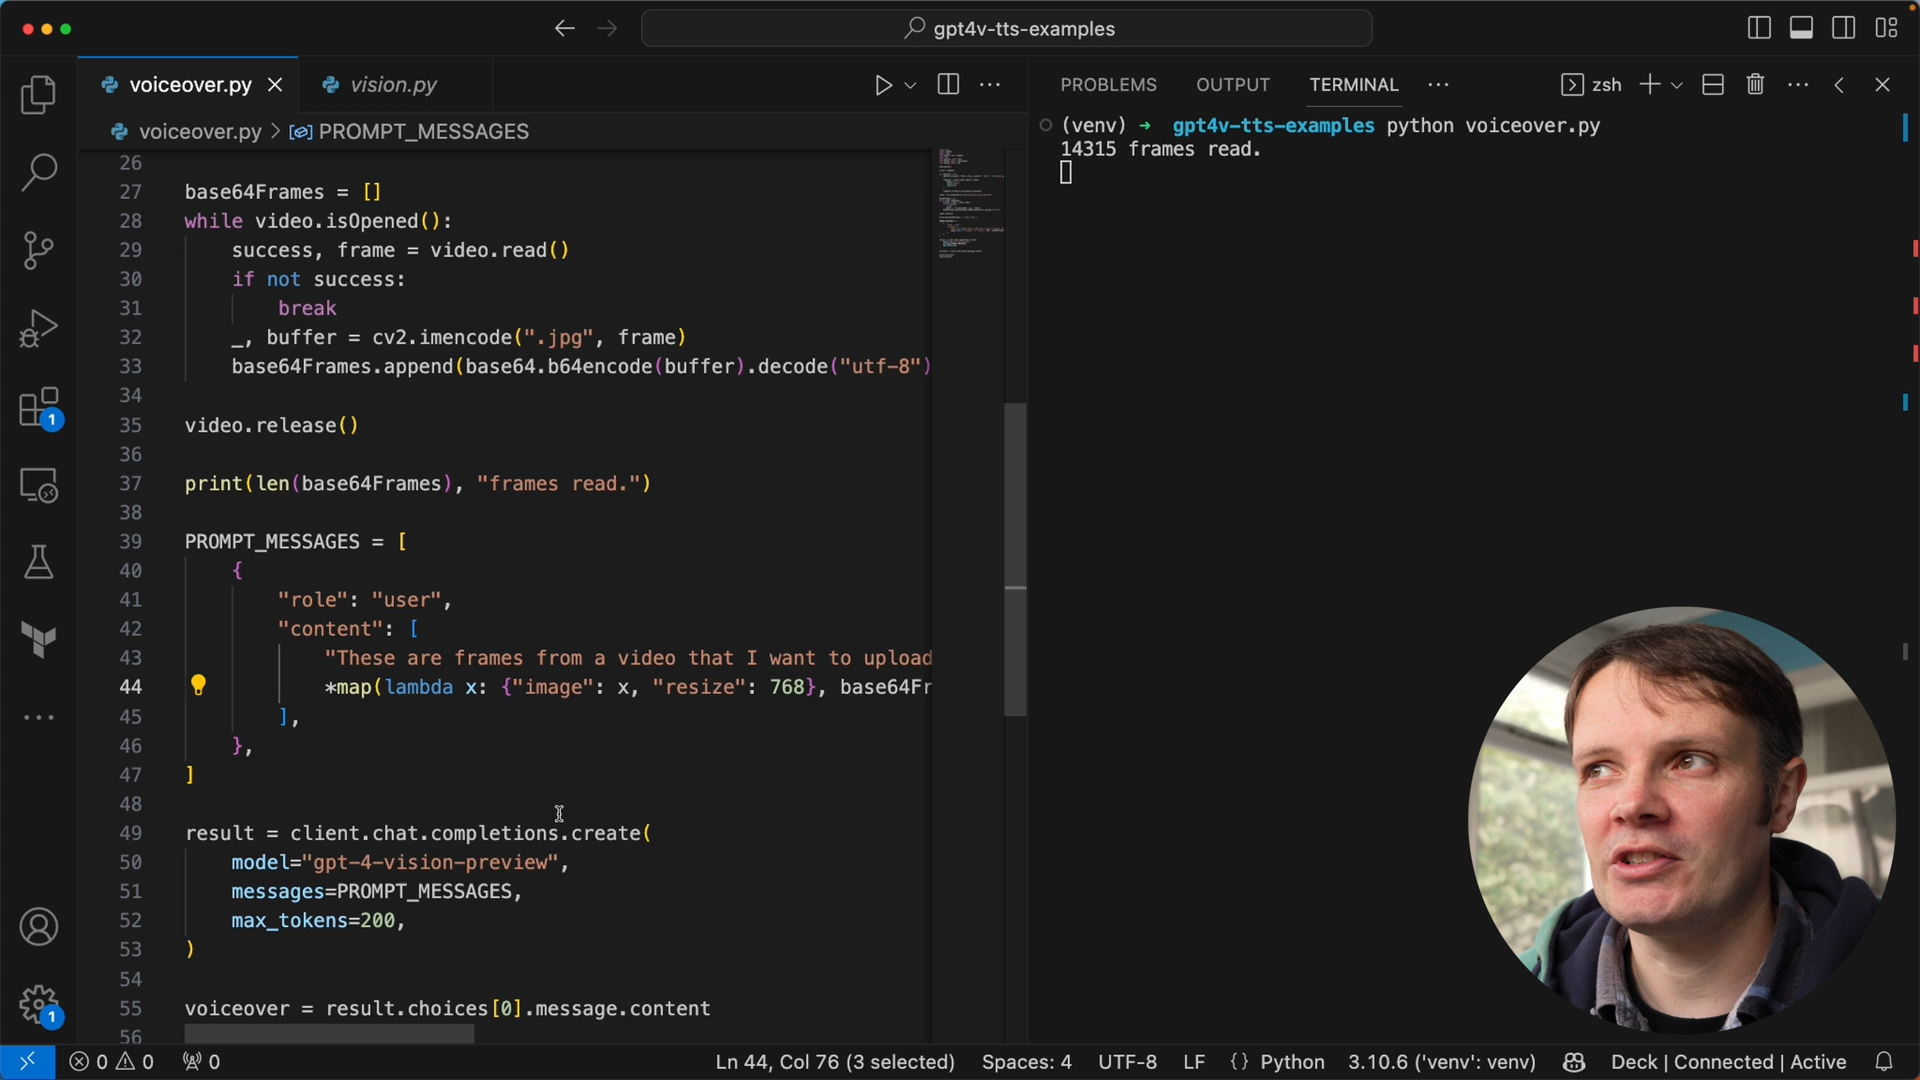 gpt4v-tts-examples
voiceover.py
vision.py
voiceover.py > PROMPT_MESSAGES
26
27 base64Frames = []
28 while video.isOpened():
29 success, frame = video.read()
30 if not success:
31 break
32 _, buffer = cv2.imencode(".jpg", frame)
33 base64Frames.append(base64.b64encode(buffer).decode("utf-8")
34
35 video.release()
36
37 print(len(base64Frames), "frames read.")
38
39 PROMPT_MESSAGES = [
40 {
41 "role": "user",
42 "content": [
43 "These are frames from a video that I want to upload
44 *map(lambda x: {"image": x, "resize": 768}, base64Fr
45 ],
46 },
47 ]
48
49 result = client.chat.completions.create(
50 model="gpt-4-vision-preview",
51 messages=PROMPT_MESSAGES,
52 max_tokens=200,
53 )
54
55 voiceover = result.choices[0].message.content
56
PROBLEMS OUTPUT TERMINAL ··· zsh
(venv) → gpt4v-tts-examples python voiceover.py
14315 frames read.
1
1
0 0 0 Ln 44, Col 76 (3 selected) Spaces: 4 UTF-8 LF {} Python 3.10.6 ('venv': venv) Deck | Connected | Active